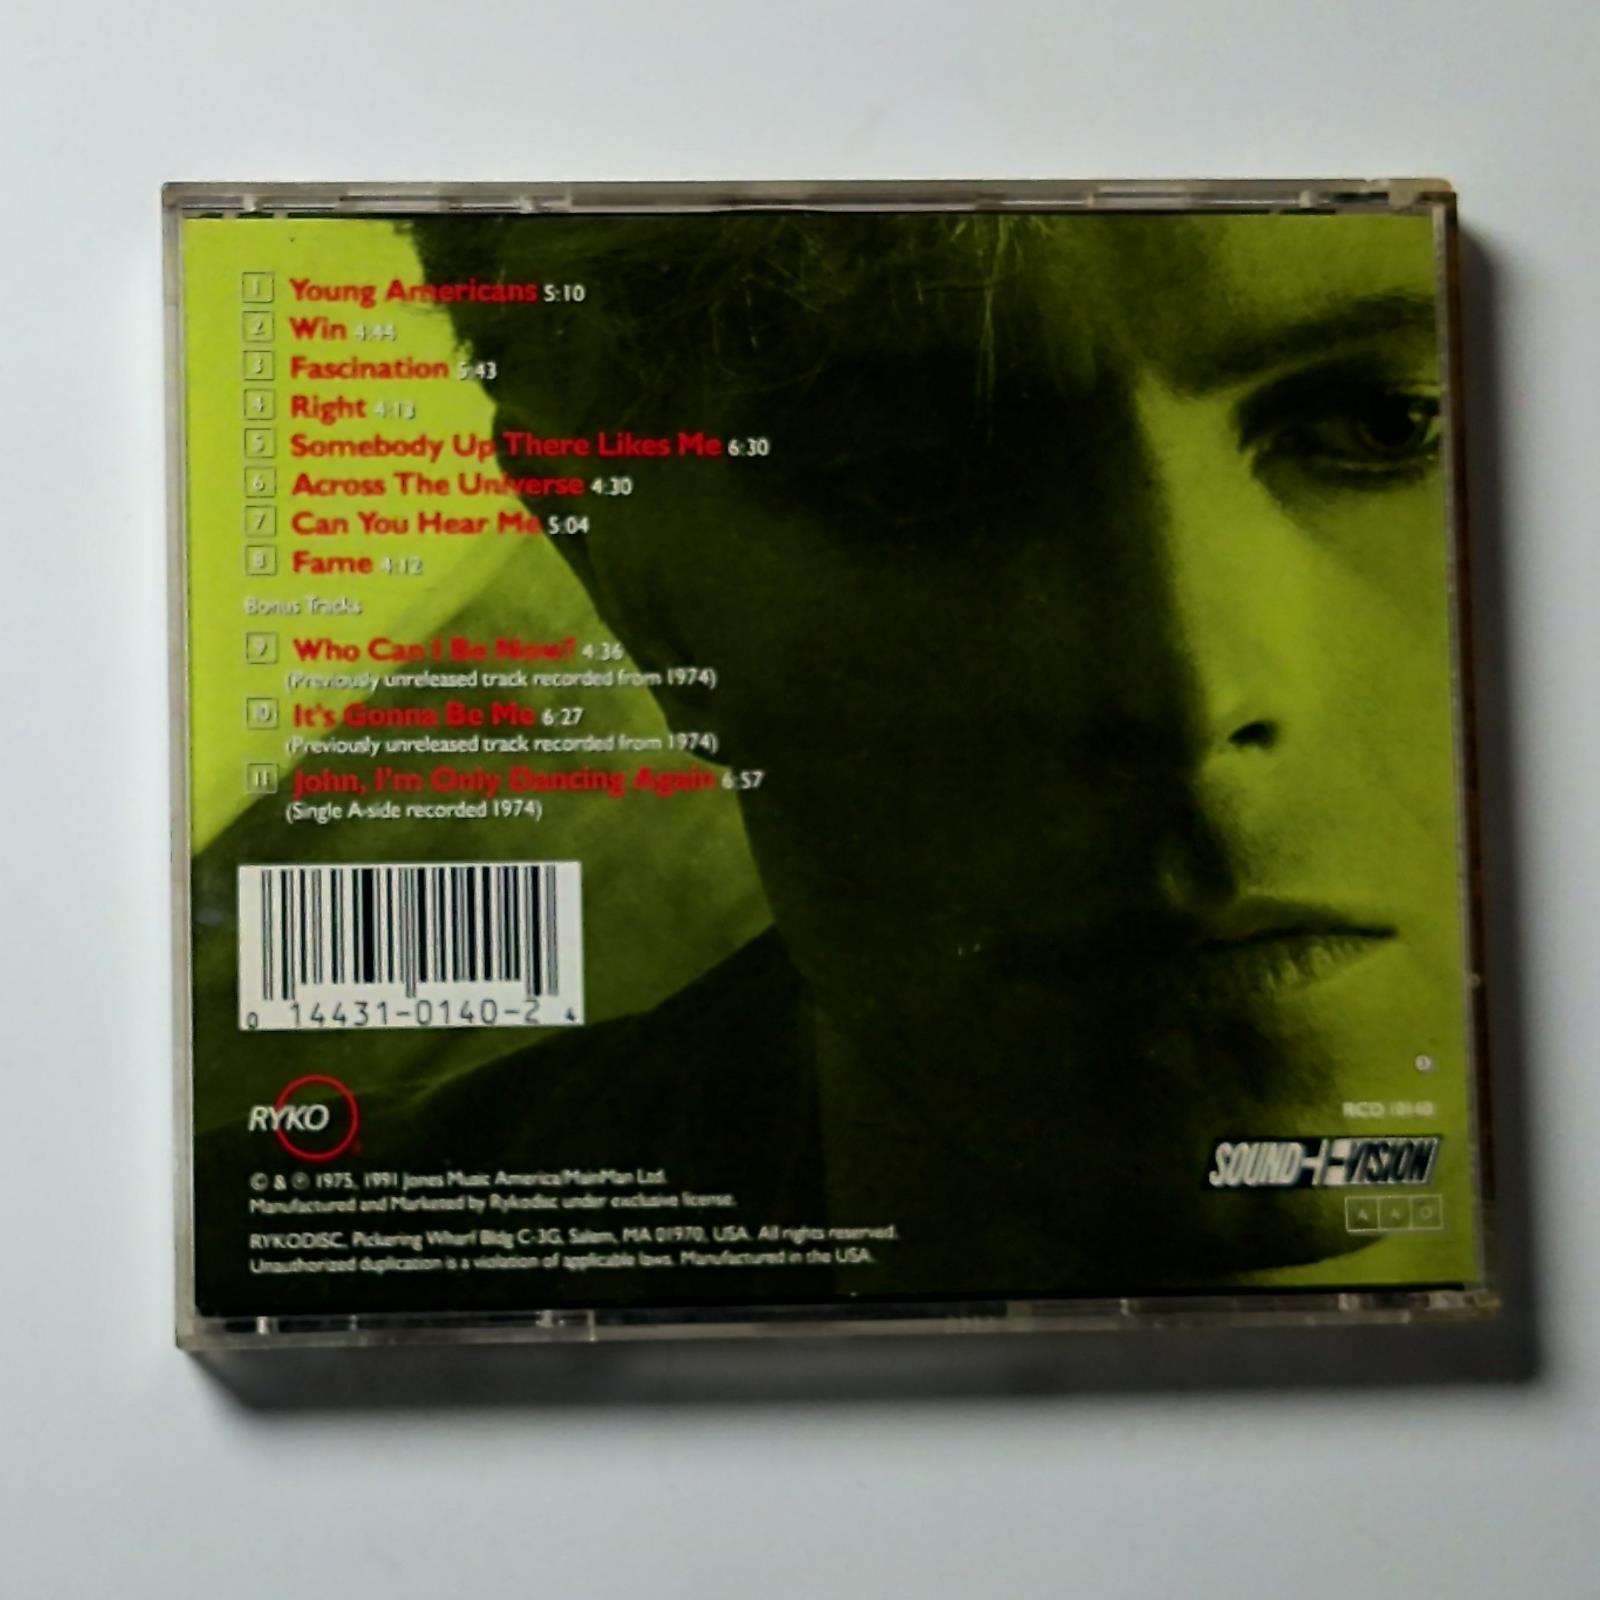 1 Young Americans 5:10
2 Win 4:44
3 Fascination 5:43
4 Right 4:13
5 Somebody Up There Likes Me 6:30
6 Across The Universe 4:30
7 Can You Hear Me 5:04
8 Fame 4:12
Bonus Tracks
9 Who Can I Be Now? 4:36
(Previously unreleased track recorded from 1974)
10 It's Gonna Be Me 6:27
(Previously unreleased track recorded from 1974)
11 John, I'm Only Dancing Again 6:57
(Single A-side recorded 1974)
0 14431-0140-2 4
RCD 10140
RYKO
SOUND+VISION
A A D
© & ℗ 1975, 1991 Jones Music America/MainMan Ltd.
Manufactured and Marketed by Rykodisc under exclusive license.
RYKODISC, Pickering Wharf Bldg C-3G, Salem, MA 01970, USA. All rights reserved.
Unauthorized duplication is a violation of applicable laws. Manufactured in the USA.